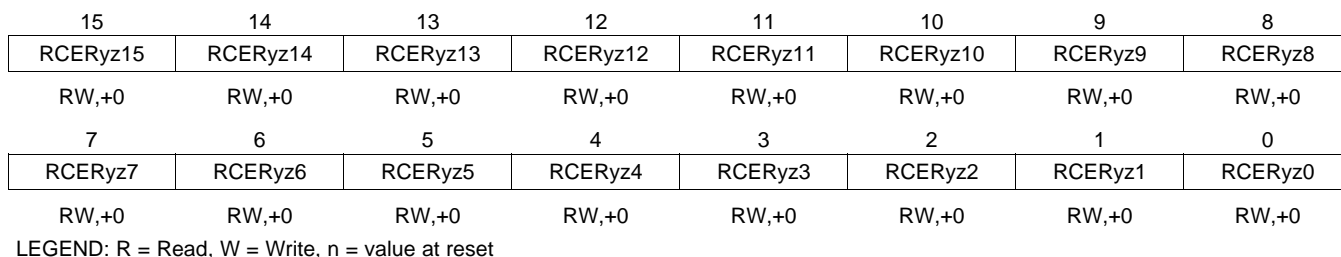 15 14 13 12 11 10 9 8
RCERyz15 RCERyz14 RCERyz13 RCERyz12 RCERyz11 RCERyz10 RCERyz9 RCERyz8
RW,+0 RW,+0 RW,+0 RW,+0 RW,+0 RW,+0 RW,+0 RW,+0
7 6 5 4 3 2 1 0
RCERyz7 RCERyz6 RCERyz5 RCERyz4 RCERyz3 RCERyz2 RCERyz1 RCERyz0
RW,+0 RW,+0 RW,+0 RW,+0 RW,+0 RW,+0 RW,+0 RW,+0
LEGEND: R = Read, W = Write, n = value at reset